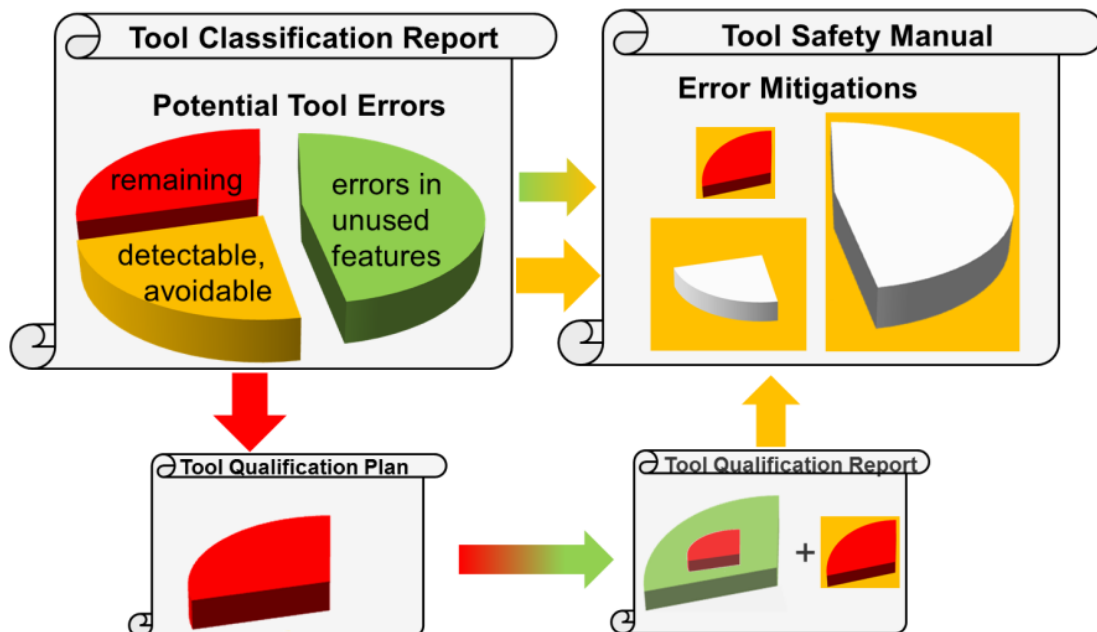 Tool Classification Report
Potential Tool Errors
remaining
errors in
unused
features
detectable,
avoidable
Tool Safety Manual
Error Mitigations
Tool Qualification Plan
Tool Qualification Report
+